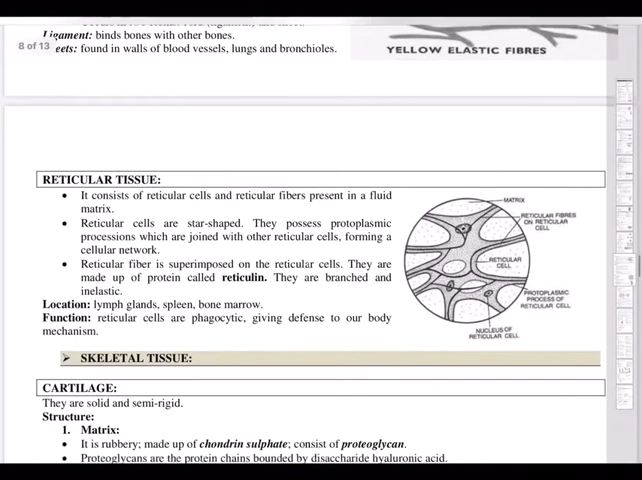 Ligament: binds bones with other bones.
8 of 13
eets: found in walls of blood vessels, lungs and bronchioles.
YELLOW ELASTIC FIBRES
RETICULAR TISSUE:
• It consists of reticular cells and reticular fibers present in a fluid
matrix.
• Reticular cells are star-shaped. They possess protoplasmic
processions which are joined with other reticular cells, forming a
cellular network.
• Reticular fiber is superimposed on the reticular cells. They are
made up of protein called reticulin. They are branched and
inelastic.
Location: lymph glands, spleen, bone marrow.
Function: reticular cells are phagocytic, giving defense to our body
mechanism.
MATRIX
RETICULAR FIBRES
ON RETICULAR
CELL
RETICULAR
CELL
PROTOPLASMIC
PROCESS OF
RETICULAR CELL
NUCLEUS OF
RETICULAR CELL
➢ SKELETAL TISSUE:
CARTILAGE:
They are solid and semi-rigid.
Structure:
1. Matrix:
• It is rubbery; made up of chondrin sulphate; consist of proteoglycan.
• Proteoglycans are the protein chains bounded by disaccharide hyaluronic acid.